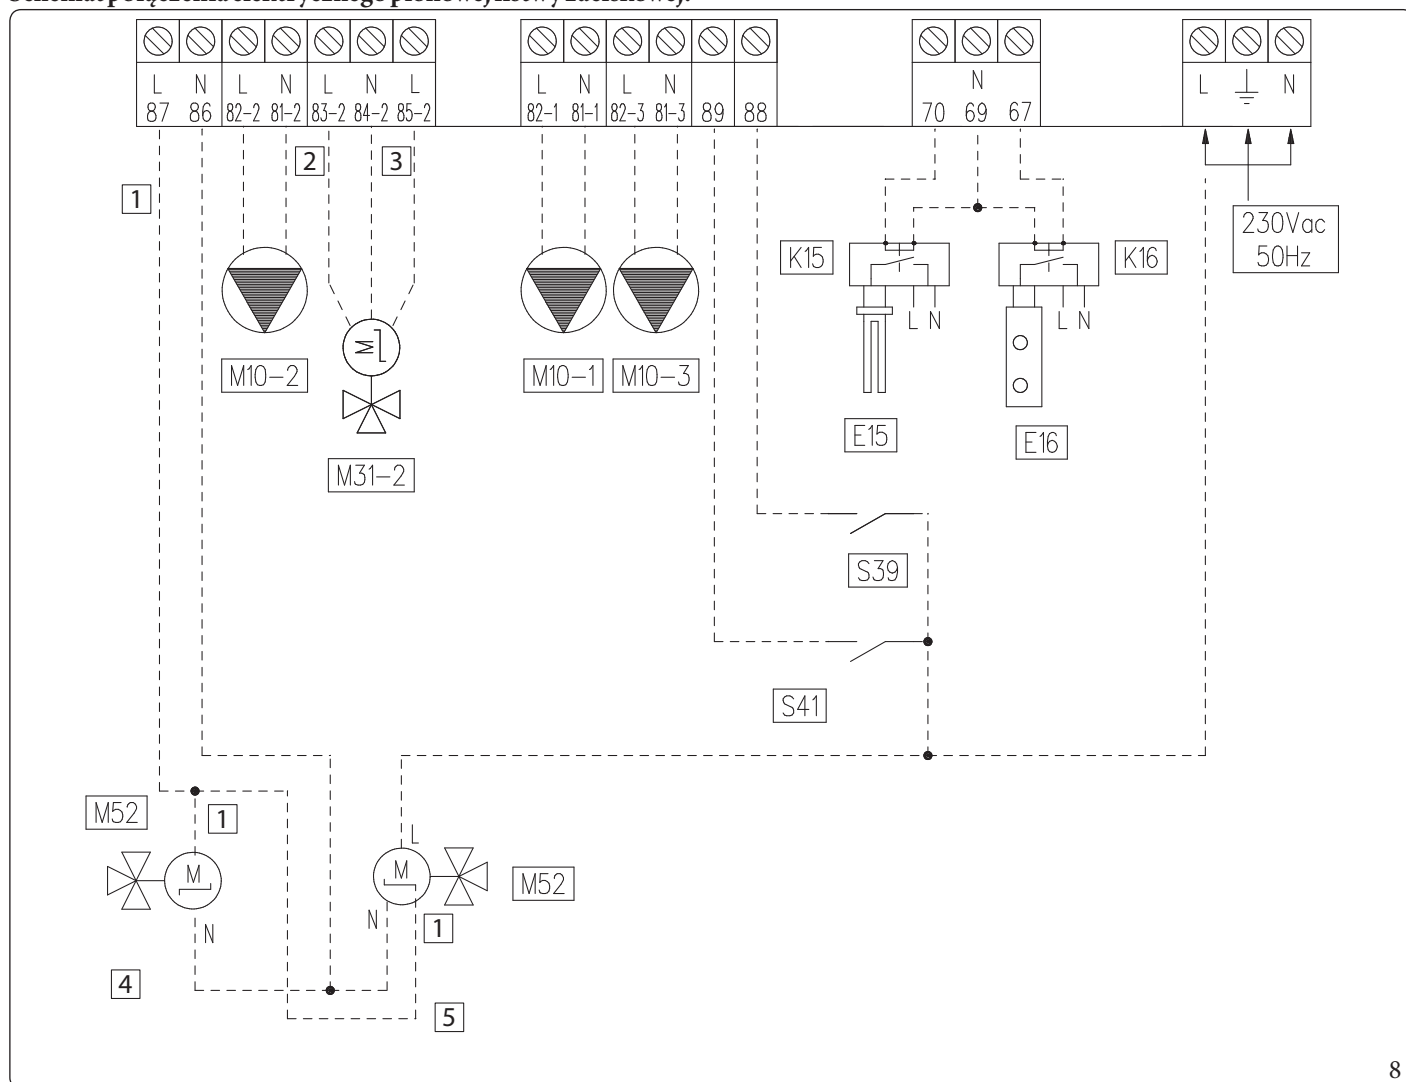 L N L N L N L
87 86 82-2 81-2 83-2 84-2 85-2
L N L N
82-1 81-1 82-3 81-3 89 88
N
70 69 67
L N
1
2
3
M10-2
M
M31-2
M10-1
M10-3
K15
L N
E15
K16
L N
E16
230Vac
50Hz
S39
S41
M52
1
M
N
4
L
M
N
1
M52
5
8